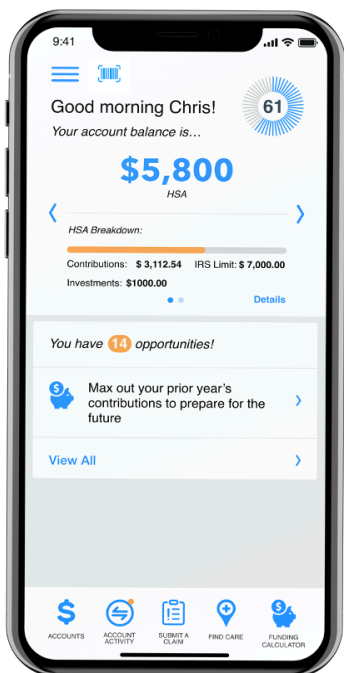 9:41
Good morning Chris!
61
Your account balance is...
$5,800
HSA
HSA Breakdown:
Contributions: $ 3,112.54 IRS Limit: $ 7,000.00
Investments: $1000.00
Details
You have 14 opportunities!
Max out your prior year's
contributions to prepare for the
future
View All
ACCOUNTS
ACCOUNT
ACTIVITY
SUBMIT A
CLAIM
FIND CARE
FUNDING
CALCULATOR